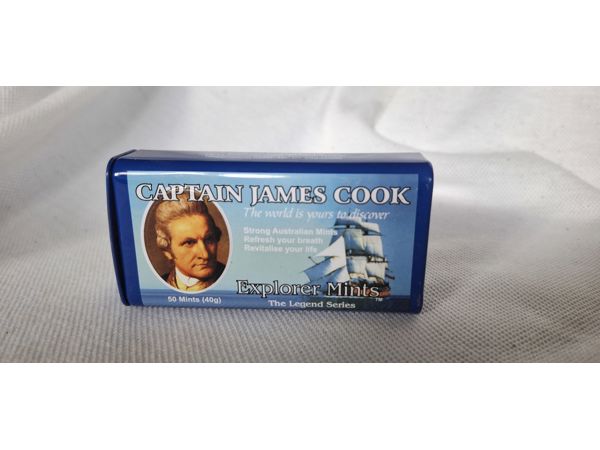 CAPTAIN JAMES COOK
The world is yours to discover
Strong Australian Mints
Refresh your breath
Revitalise your life
Explorer Mints™
50 Mints (40g)
The Legend Series